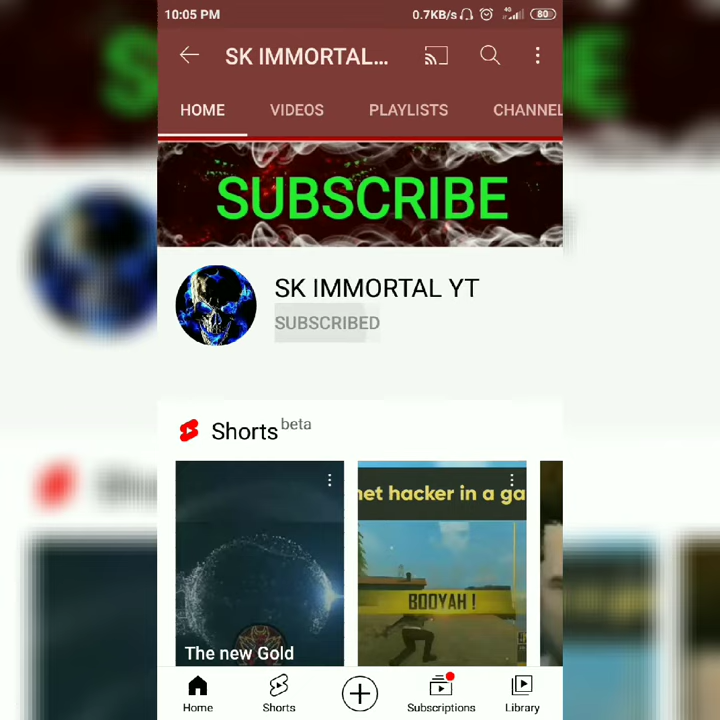 10:05 PM 0.7KB/s 4G 80
SK IMMORTAL...
HOME VIDEOS PLAYLISTS CHANNEL
SUBSCRIBE
SK IMMORTAL YT
SUBSCRIBED
Shorts beta
net hacker in a ga
BOOYAH !
The new Gold
Home Shorts Subscriptions Library